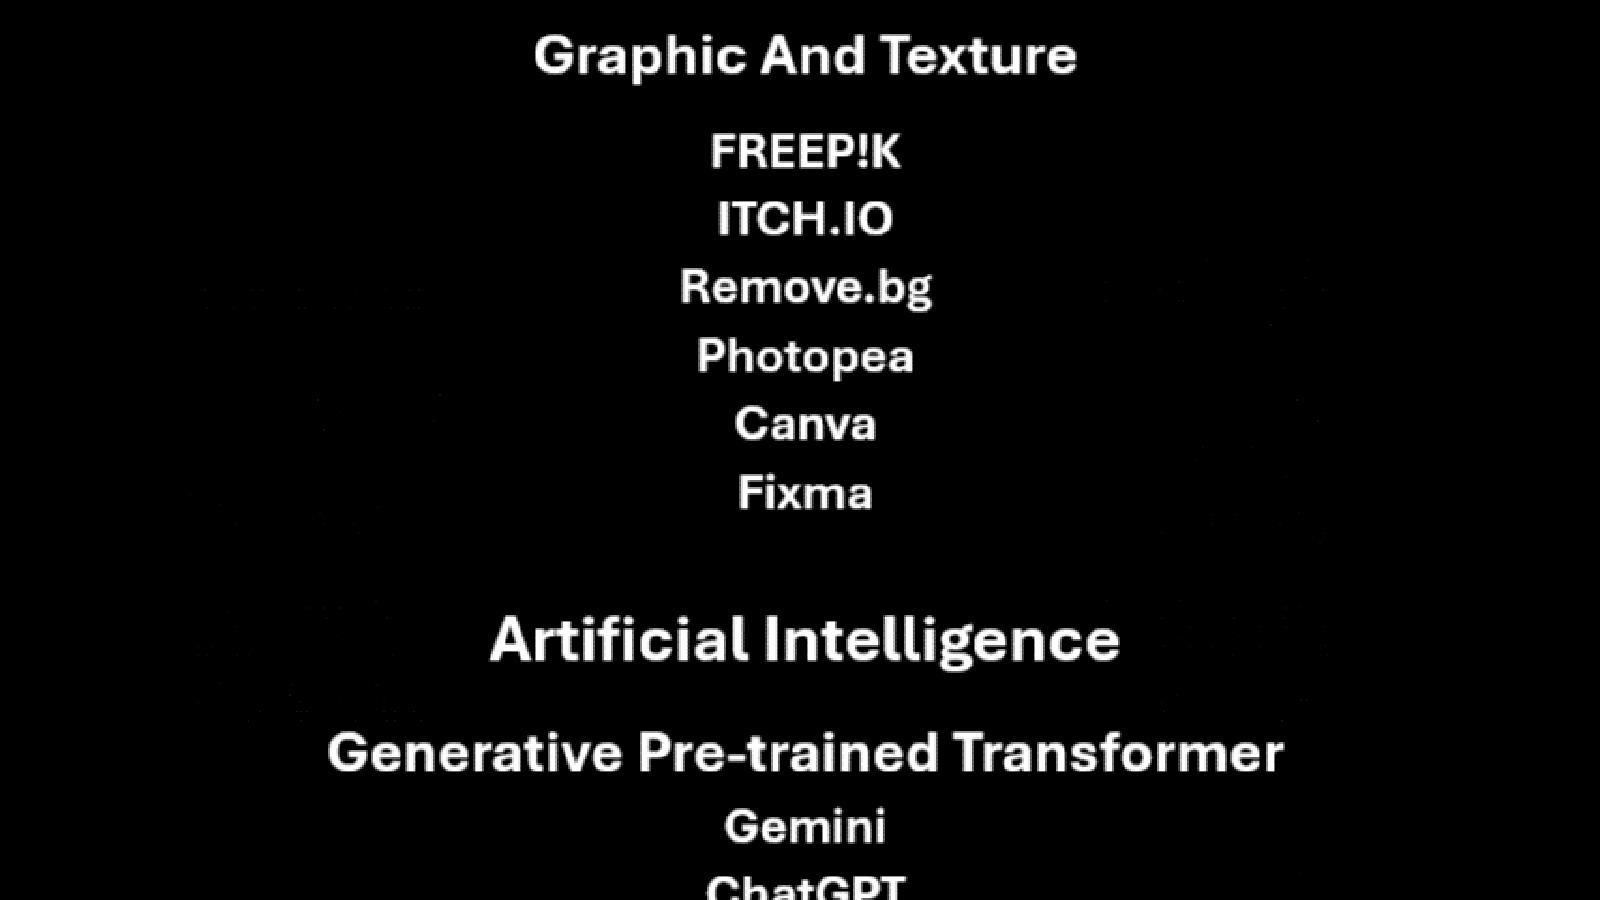 Graphic And Texture
FREEP!K
ITCH.IO
Remove.bg
Photopea
Canva
Fixma
Artificial Intelligence
Generative Pre-trained Transformer
Gemini
ChatGPT